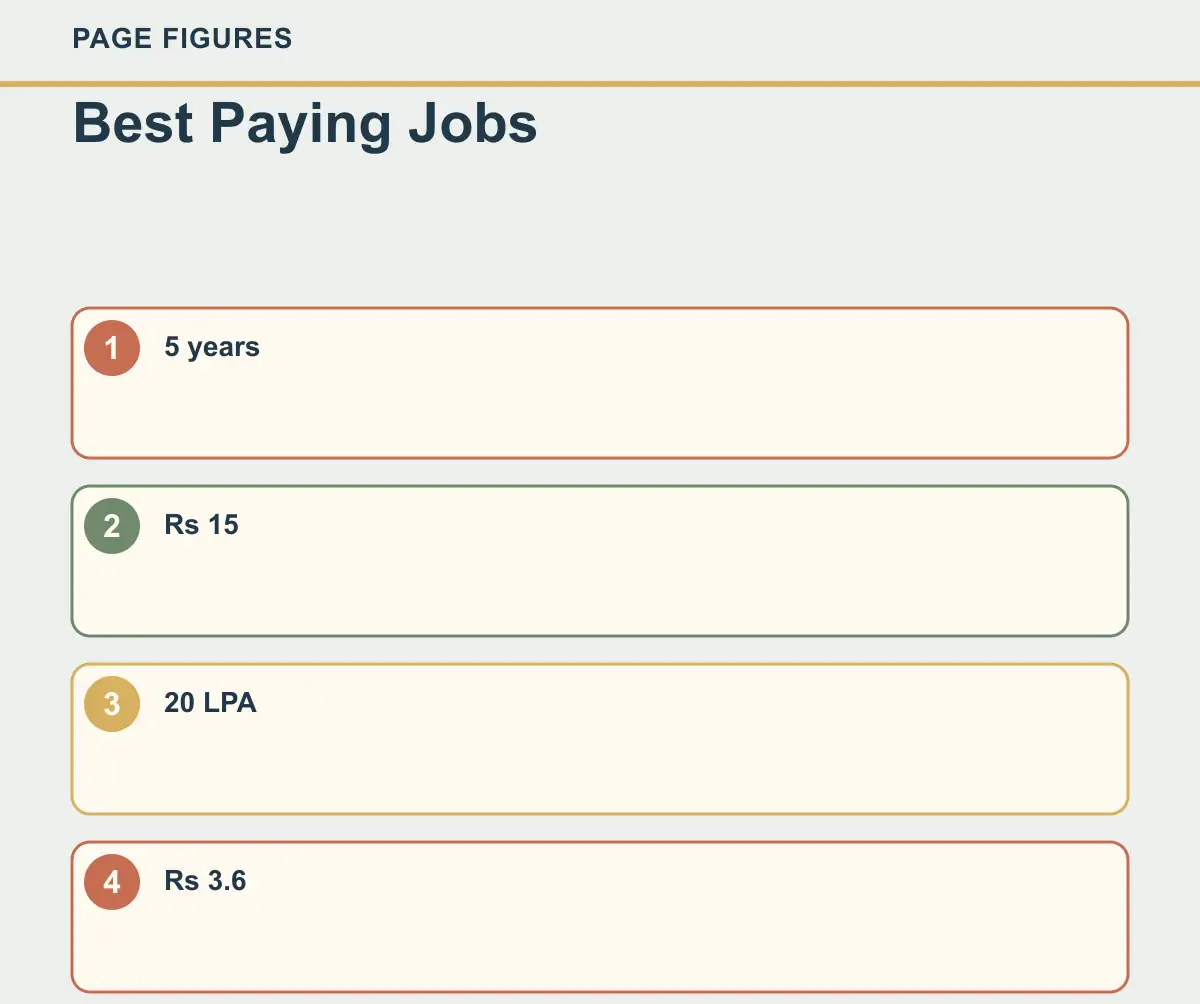 PAGE FIGURES
Best Paying Jobs
1 5 years
2 Rs 15
3 20 LPA
4 Rs 3.6